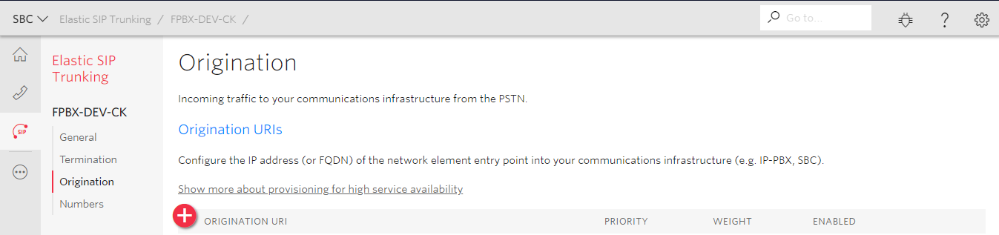 SBC Elastic SIP Trunking / FPBX-DEV-CK / Go to... ?
Elastic SIP
Trunking
FPBX-DEV-CK
General
Termination
Origination
Numbers
SIP
Origination
Incoming traffic to your communications infrastructure from the PSTN.
Origination URIs
Configure the IP address (or FQDN) of the network element entry point into your communications infrastructure (e.g. IP-PBX, SBC).
Show more about provisioning for high service availability
ORIGINATION URI PRIORITY WEIGHT ENABLED